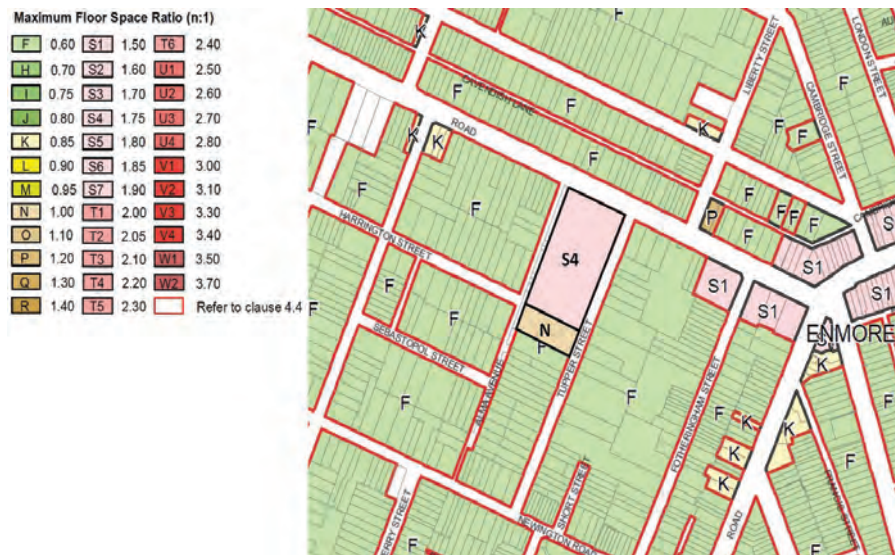 Maximum Floor Space Ratio (n:1)
F 0.60 S1 1.50 T6 2.40
H 0.70 S2 1.60 U1 2.50
I 0.75 S3 1.70 U2 2.60
J 0.80 S4 1.75 U3 2.70
K 0.85 S5 1.80 U4 2.80
L 0.90 S6 1.85 V1 3.00
M 0.95 S7 1.90 V2 3.10
N 1.00 T1 2.00 V3 3.30
O 1.10 T2 2.05 V4 3.40
P 1.20 T3 2.10 W1 3.50
Q 1.30 T4 2.20 W2 3.70
R 1.40 T5 2.30 Refer to clause 4.4
F
F
F
K
F
LIBERTY STREET
LONDON STREET
AU
CAVENDISH LANE
CAMBRIDGE STREET
F
F
F
K
ROAD
K
K
F
F
F
F
F
HARRINGTON STREET
S4
P
F
F
F
F
S
S1
S1
S1
S
ENMORE
N
F
F
F
SEBASTOPOL STREET
TUPPER STREET
ALMA AVENUE
F
F
F
FOTHERINGHAM STREET
F
K
K
K
K
K
F
F
F
SHORT STREET
NEWINGTON ROAD
ROAD
STREET
F
F